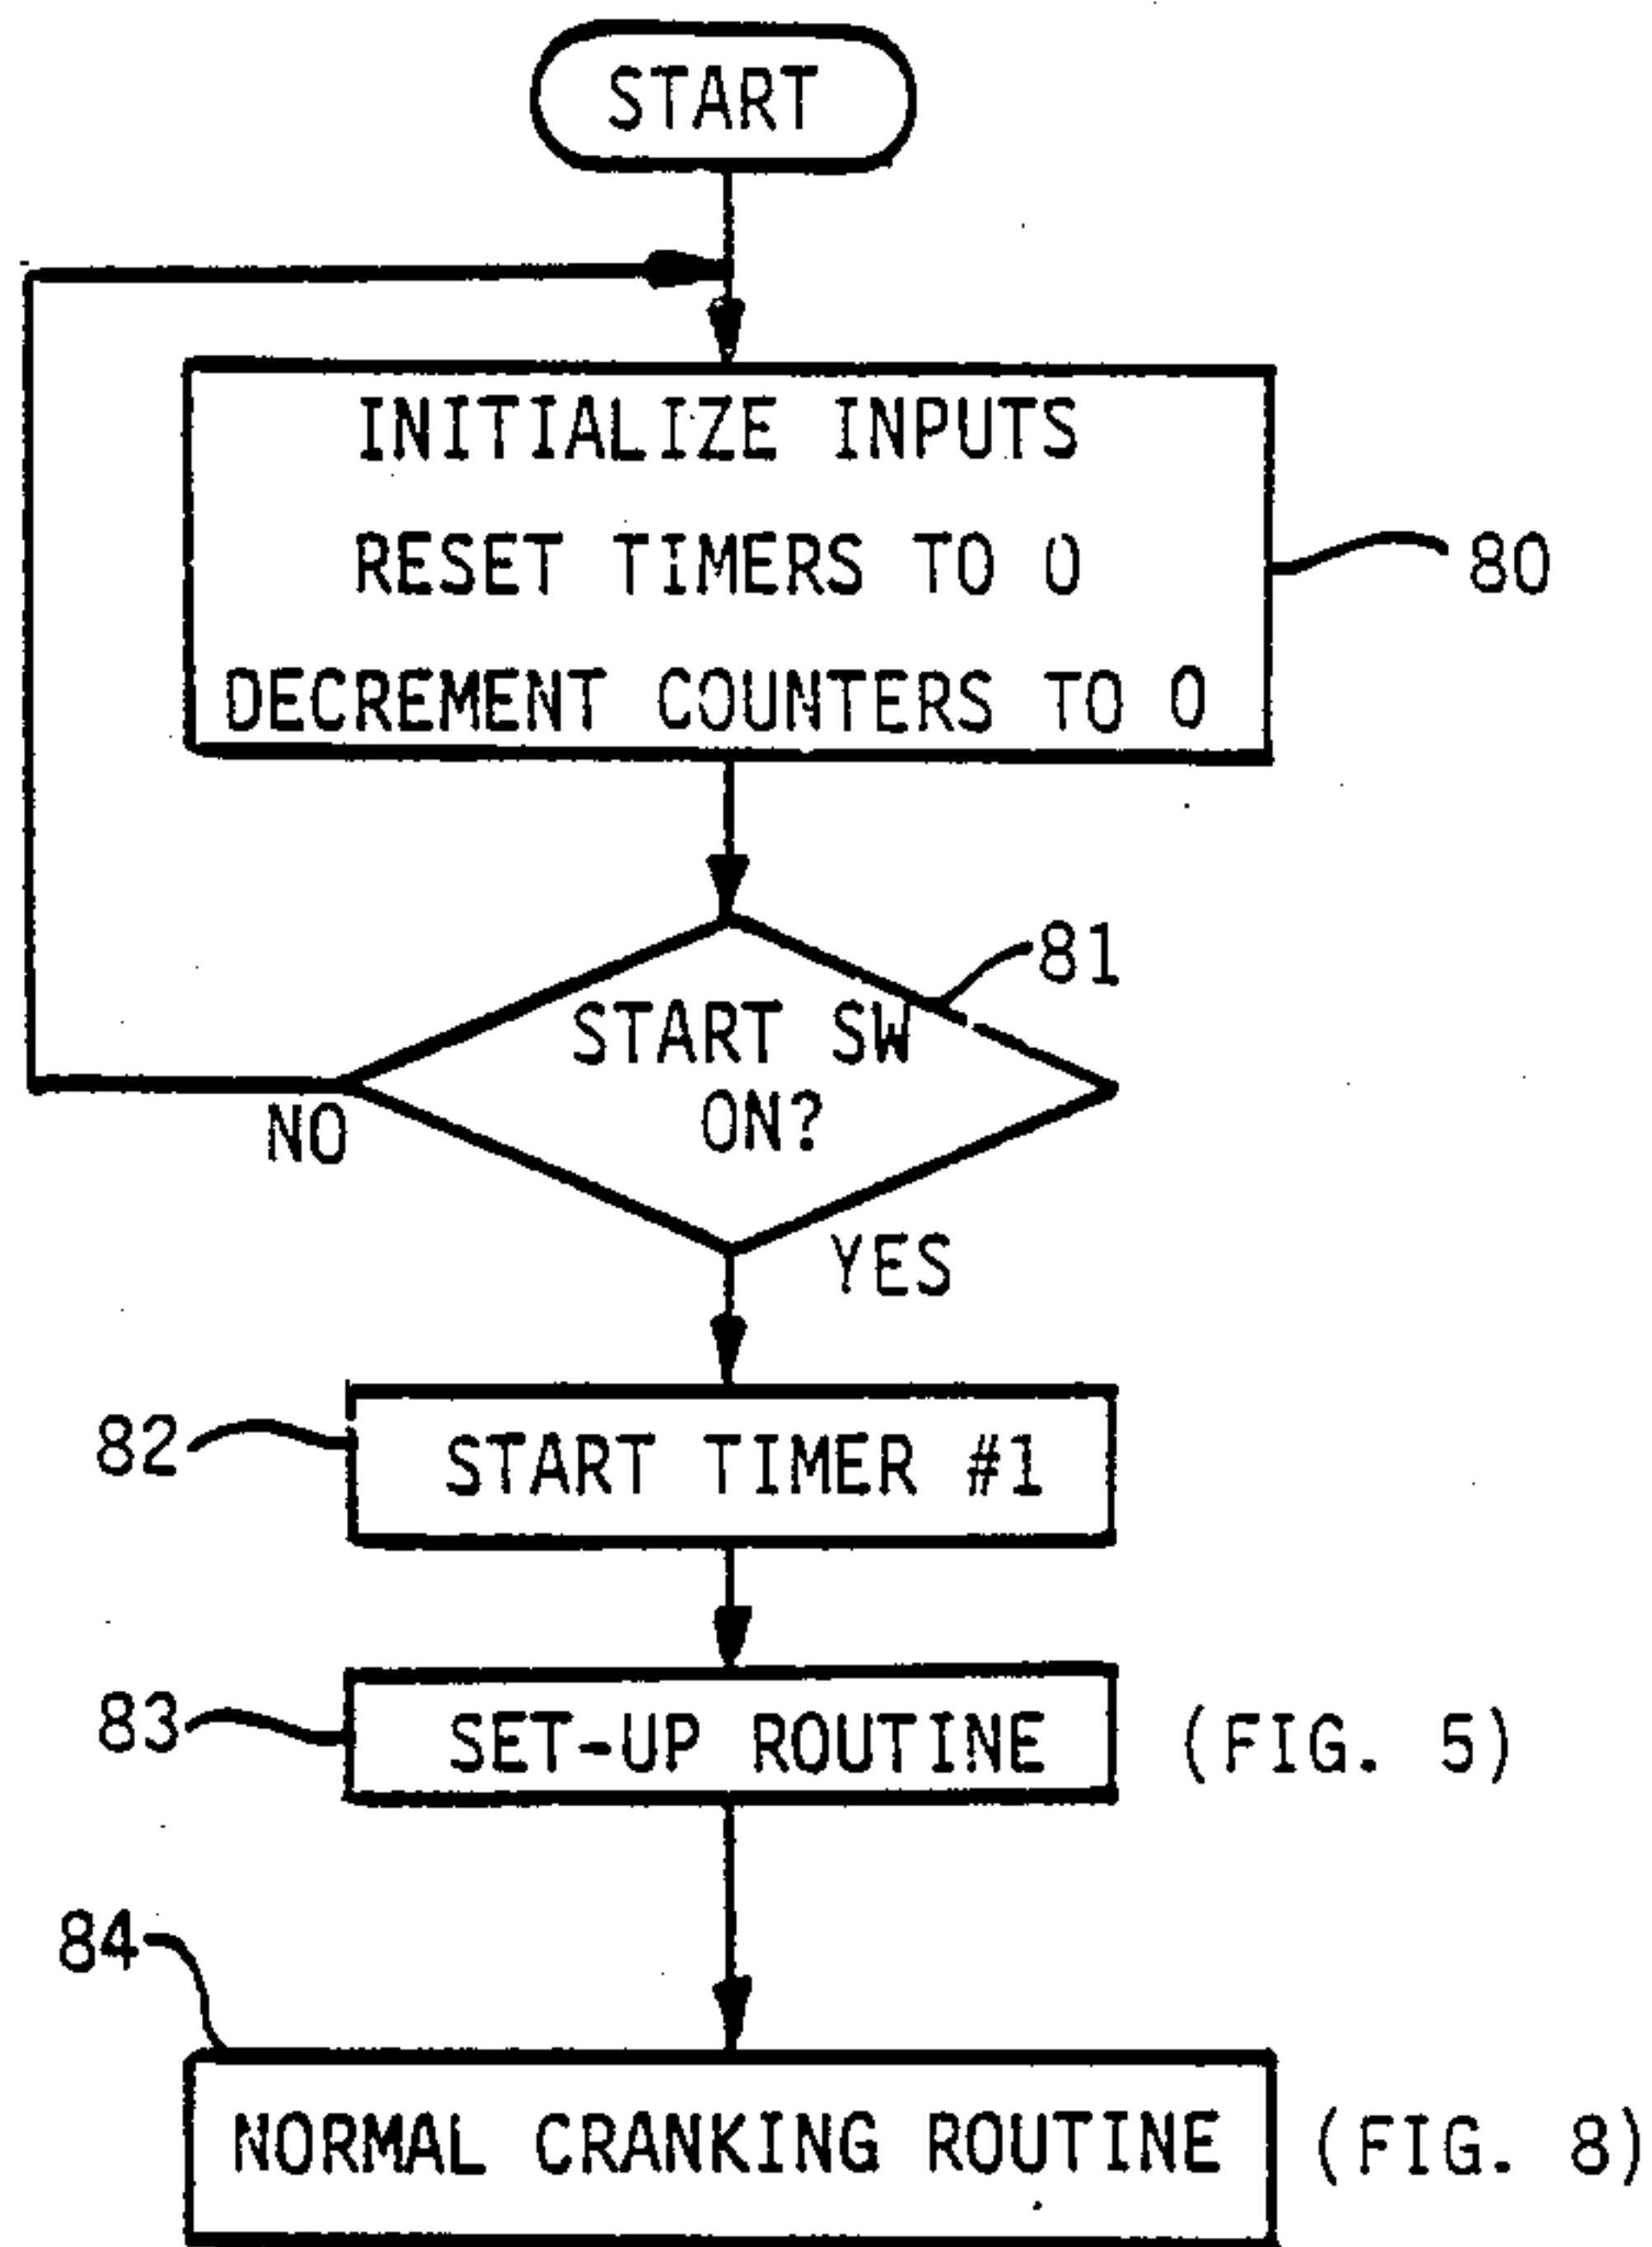 START
INITIALIZE INPUTS
RESET TIMERS TO 0
DECREMENT COUNTERS TO 0
80
81
START SW
ON?
NO
YES
82
START TIMER #1
83
SET-UP ROUTINE
(FIG. 5)
84
NORMAL CRANKING ROUTINE
(FIG. 8)